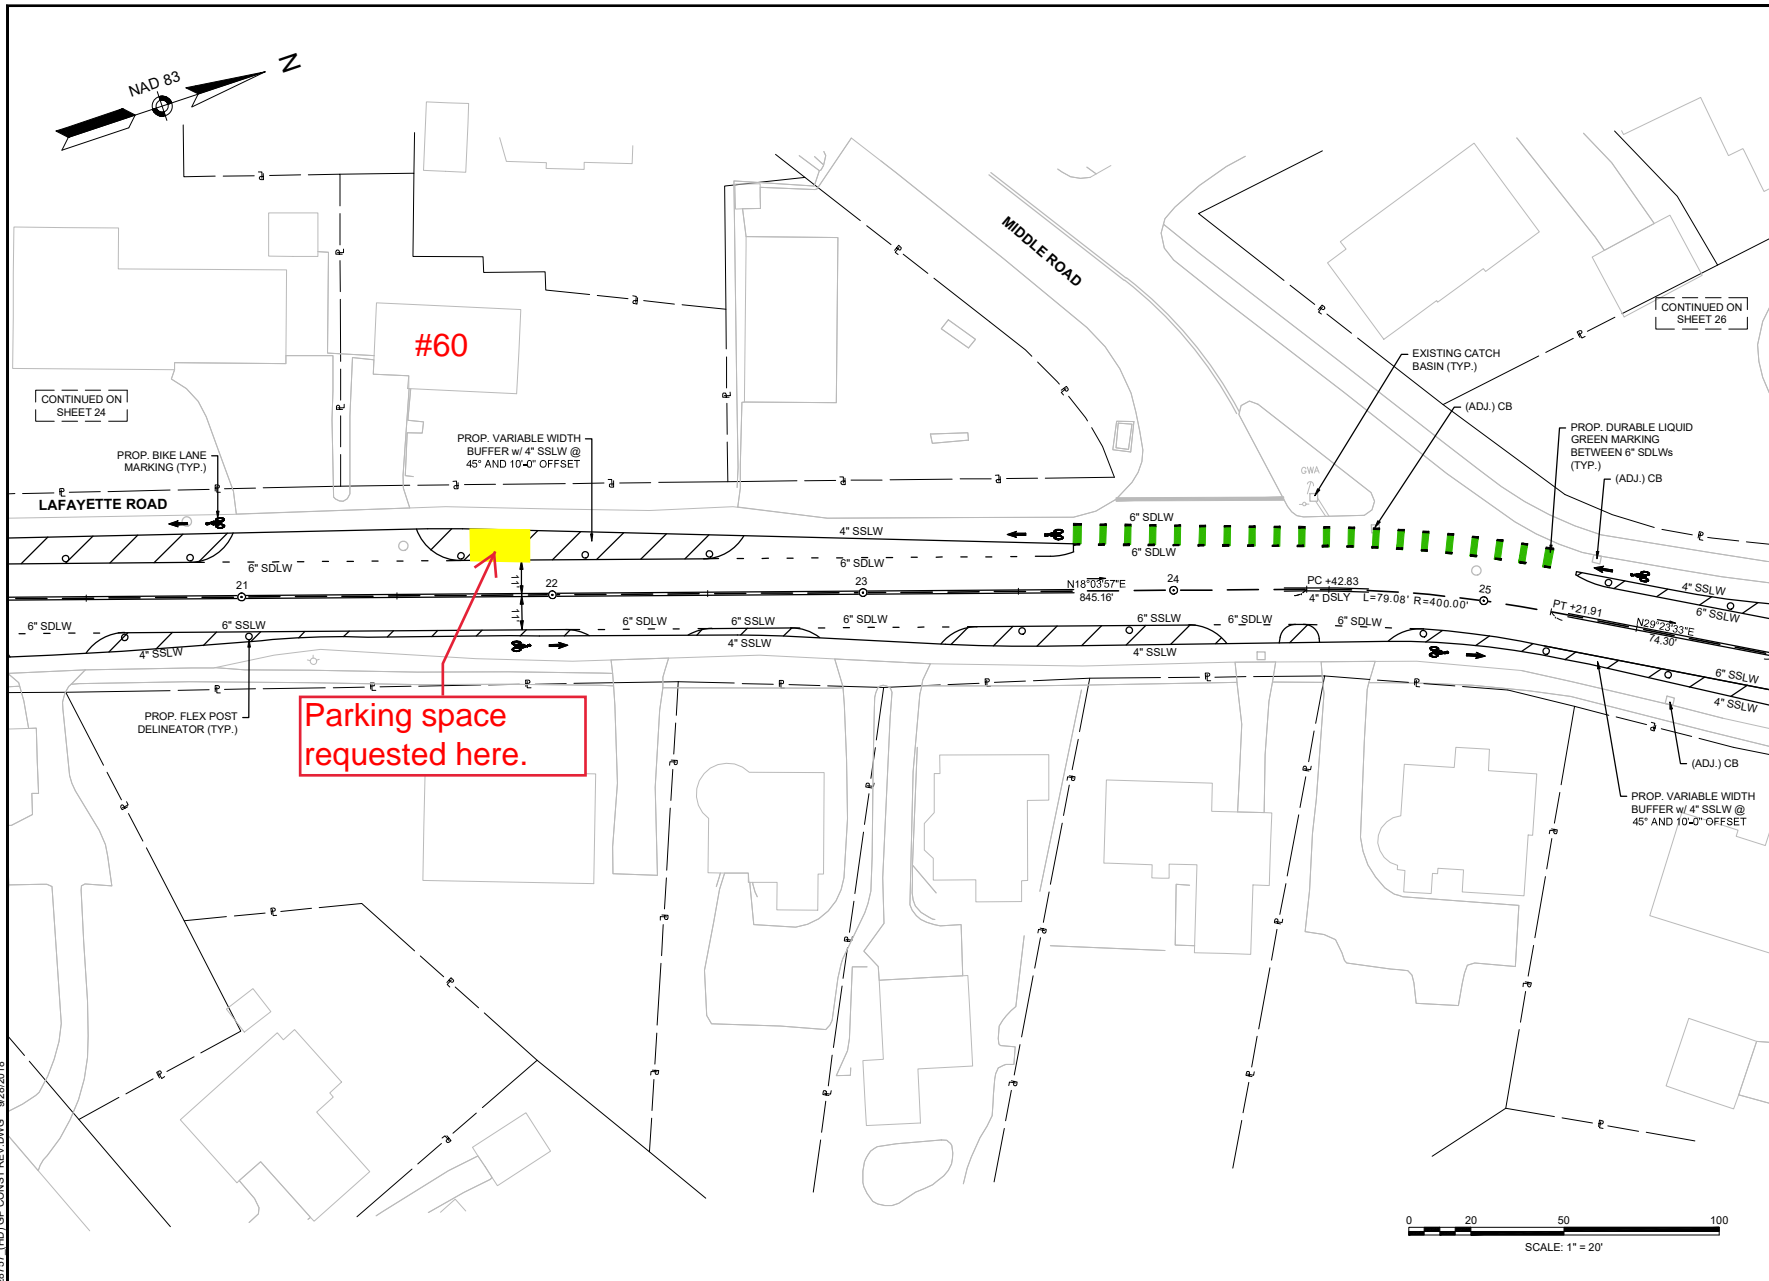 NAD 83
N
MIDDLE ROAD
CONTINUED ON
SHEET 26
#60
EXISTING CATCH
BASIN (TYP.)
CONTINUED ON
SHEET 24
(ADJ.) CB
PROP. DURABLE LIQUID
GREEN MARKING
BETWEEN 6" SDLWs
(TYP.)
PROP. VARIABLE WIDTH
BUFFER w/ 4" SSLW @
45° AND 10'-0" OFFSET
PROP. BIKE LANE
MARKING (TYP.)
GWA
(ADJ.) CB
LAFAYETTE ROAD
4" SSLW
6" SDLW
6" SDLW
6" SDLW
6" SDLW
11'
21
22
23
N18°03'57"E
845.16'
24
PC +42.83
4" DSLY
L=79.08' R=400.00'
25
4" SSLW
6" SSLW
PT +21.91
N29°23'33"E
74.30'
11'
6" SDLW
6" SSLW
6" SDLW
6" SSLW
6" SDLW
6" SSLW
6" SDLW
6" SDLW
4" SSLW
4" SSLW
4" SSLW
6" SSLW
4" SSLW
PROP. FLEX POST
DELINEATOR (TYP.)
Parking space
requested here.
(ADJ.) CB
PROP. VARIABLE WIDTH
BUFFER w/ 4" SSLW @
45° AND 10'-0" OFFSET
0 20 50 100
SCALE: 1" = 20'